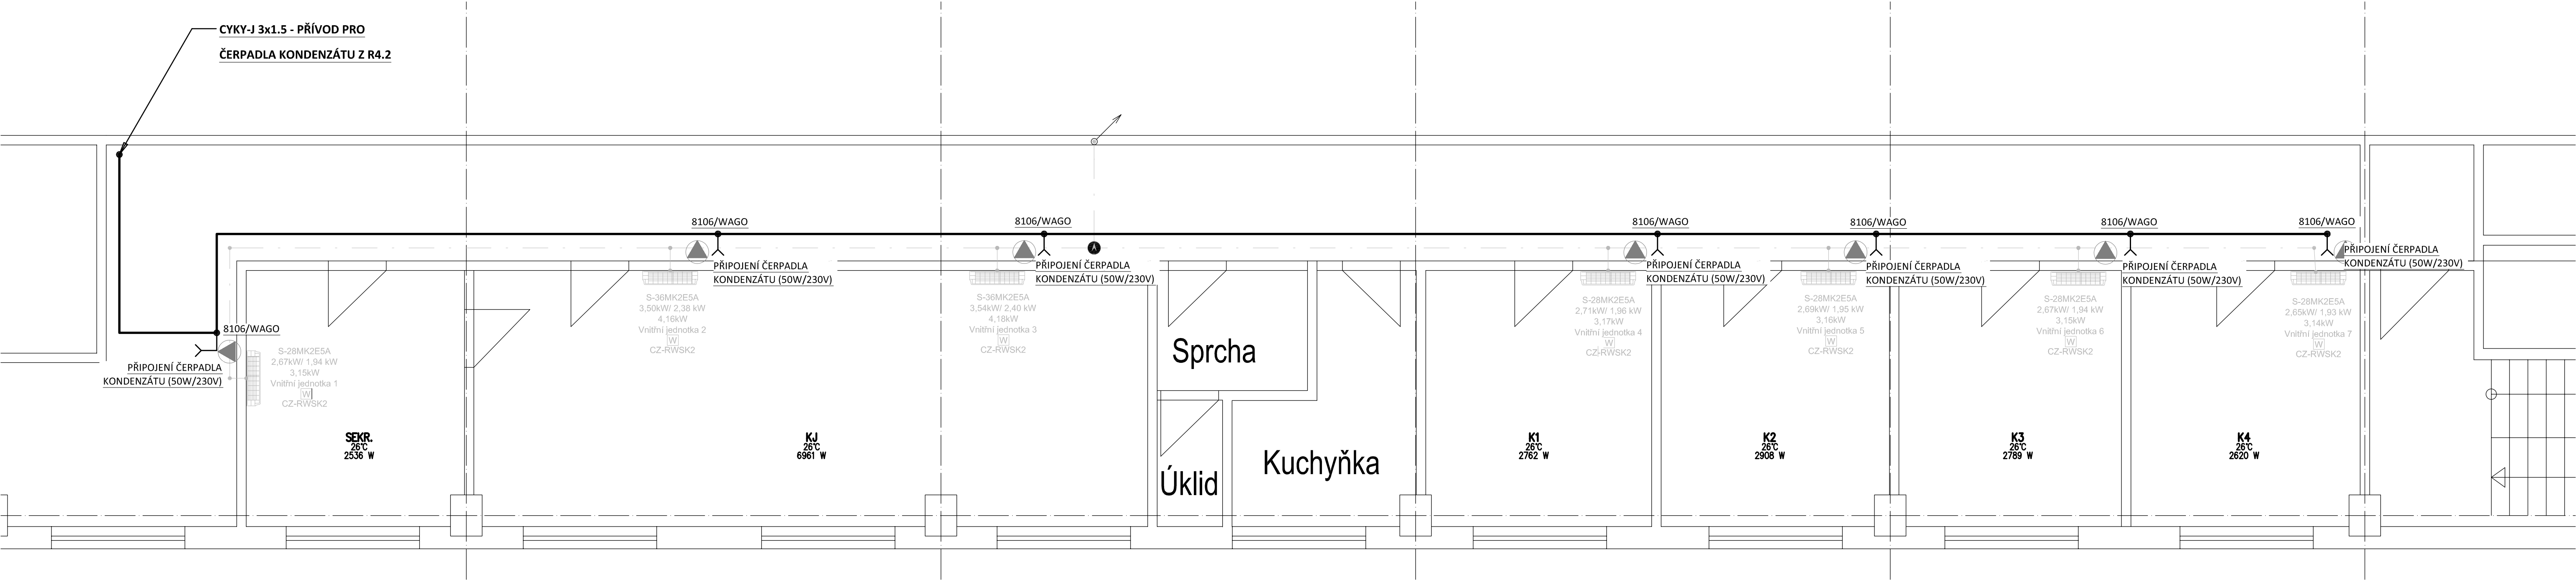 CYKY-J 3x1.5 - PŘÍVOD PRO
ČERPADLA KONDENZÁTU Z R4.2
8106/WAGO
8106/WAGO
8106/WAGO
8106/WAGO
8106/WAGO
8106/WAGO
8106/WAGO
PŘIPOJENÍ ČERPADLA
KONDENZÁTU (50W/230V)
S-28MK2E5A
2,67kW/ 1,94 kW
3,15kW
Vnitřní jednotka 1
W
CZ-RWSK2
PŘIPOJENÍ ČERPADLA
KONDENZÁTU (50W/230V)
S-36MK2E5A
3,50kW/ 2,38 kW
4,16kW
Vnitřní jednotka 2
W
CZ-RWSK2
PŘIPOJENÍ ČERPADLA
KONDENZÁTU (50W/230V)
S-36MK2E5A
3,54kW/ 2,40 kW
4,18kW
Vnitřní jednotka 3
W
CZ-RWSK2
A
PŘIPOJENÍ ČERPADLA
KONDENZÁTU (50W/230V)
S-28MK2E5A
2,71kW/ 1,96 kW
3,17kW
Vnitřní jednotka 4
W
CZ-RWSK2
PŘIPOJENÍ ČERPADLA
KONDENZÁTU (50W/230V)
S-28MK2E5A
2,69kW/ 1,95 kW
3,16kW
Vnitřní jednotka 5
W
CZ-RWSK2
PŘIPOJENÍ ČERPADLA
KONDENZÁTU (50W/230V)
S-28MK2E5A
2,67kW/ 1,94 kW
3,15kW
Vnitřní jednotka 6
W
CZ-RWSK2
PŘIPOJENÍ ČERPADLA
KONDENZÁTU (50W/230V)
S-28MK2E5A
2,65kW/ 1,93 kW
3,14kW
Vnitřní jednotka 7
W
CZ-RWSK2
Sprcha
Úklid
Kuchyňka
SEKR.
26°C
2536 W
KJ
26°C
6961 W
K1
26°C
2762 W
K2
26°C
2908 W
K3
26°C
2789 W
K4
26°C
2620 W